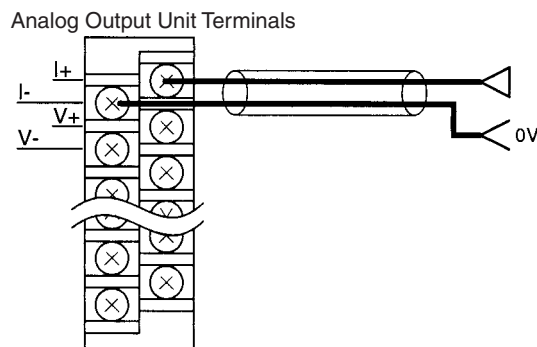 Analog Output Unit Terminals
I+
I-
V+
V-
0V